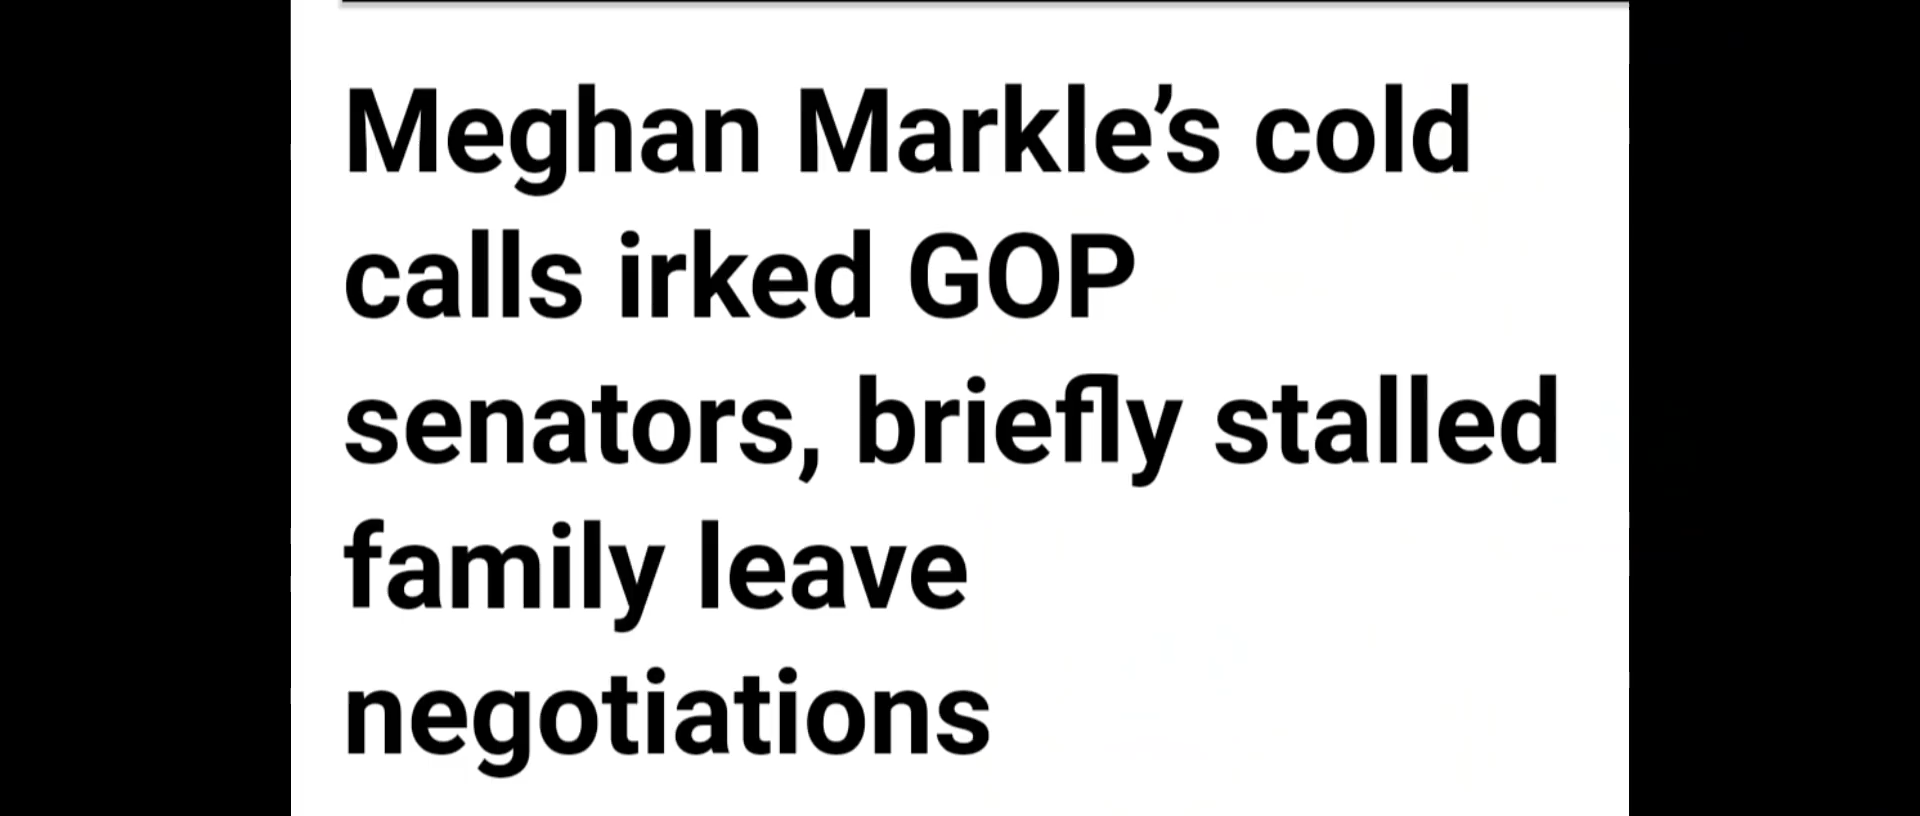 Meghan Markle’s cold
calls irked GOP
senators, briefly stalled
family leave
negotiations